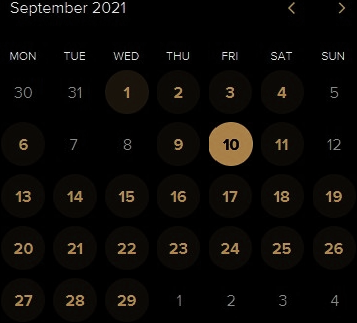 September 2021
MON TUE WED THU FRI SAT SUN
30 31 1 2 3 4 5
6 7 8 9 10 11 12
13 14 15 16 17 18 19
20 21 22 23 24 25 26
27 28 29 1 2 3 4